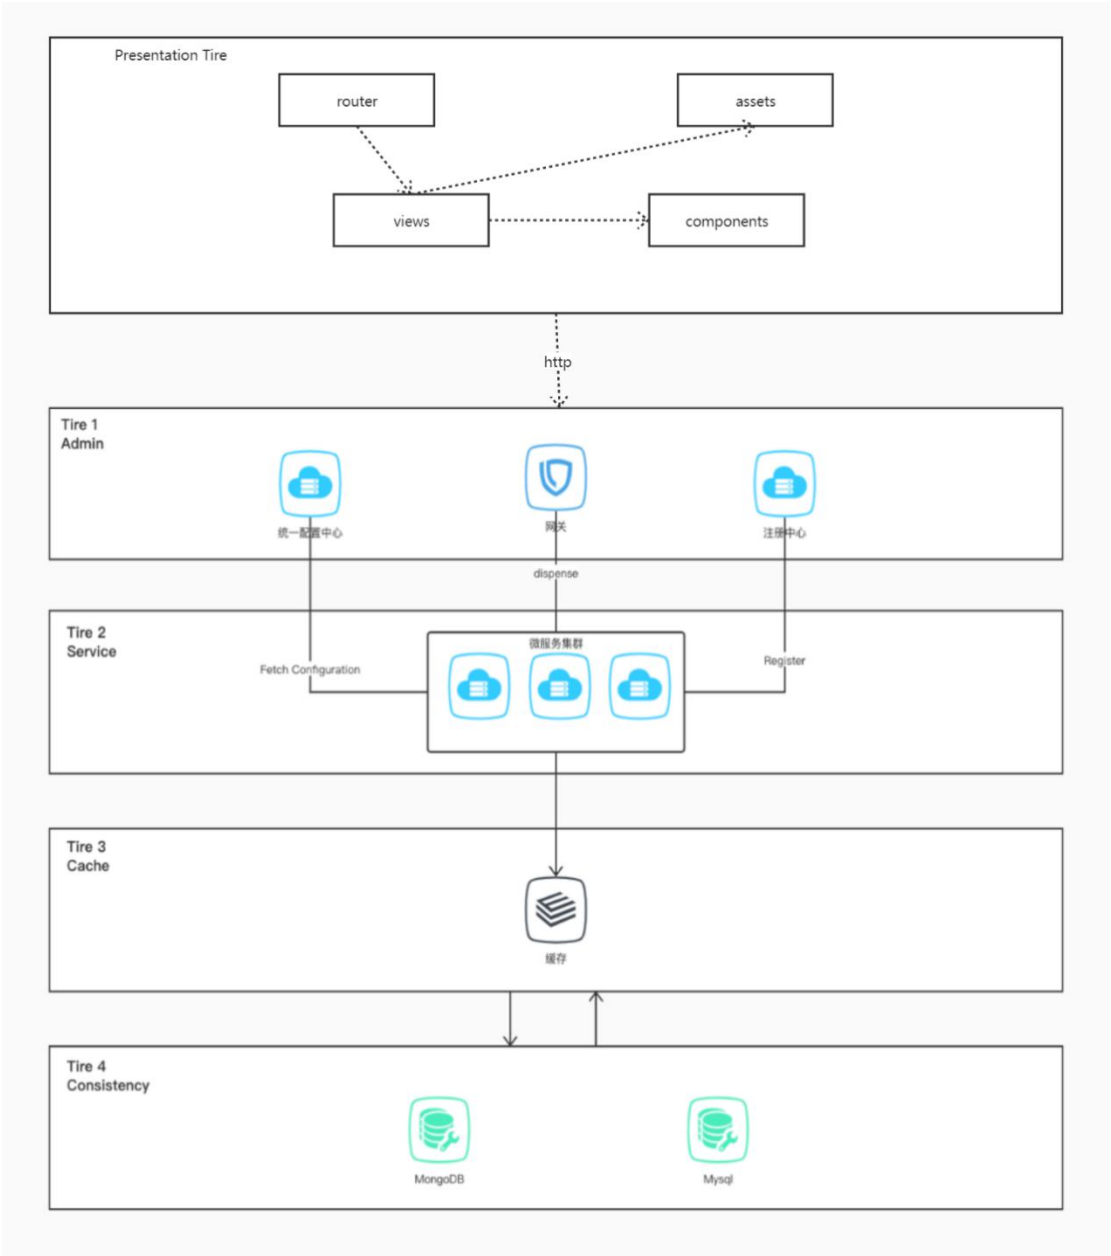 Presentation Tire
router
assets
views
components
http
Tire 1
Admin
统一配置中心
网关
注册中心
dispense
Tire 2
Service
微服务集群
Fetch Configuration
Register
Tire 3
Cache
缓存
Tire 4
Consistency
MongoDB
Mysql